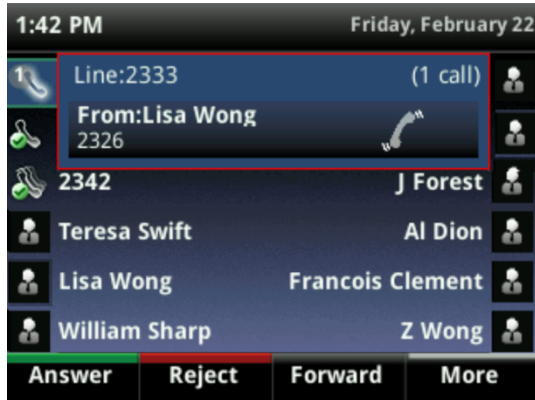 1:42 PM Friday, February 22
1
Line:2333 (1 call)
From:Lisa Wong
2326
2342 J Forest
Teresa Swift Al Dion
Lisa Wong Francois Clement
William Sharp Z Wong
Answer Reject Forward More